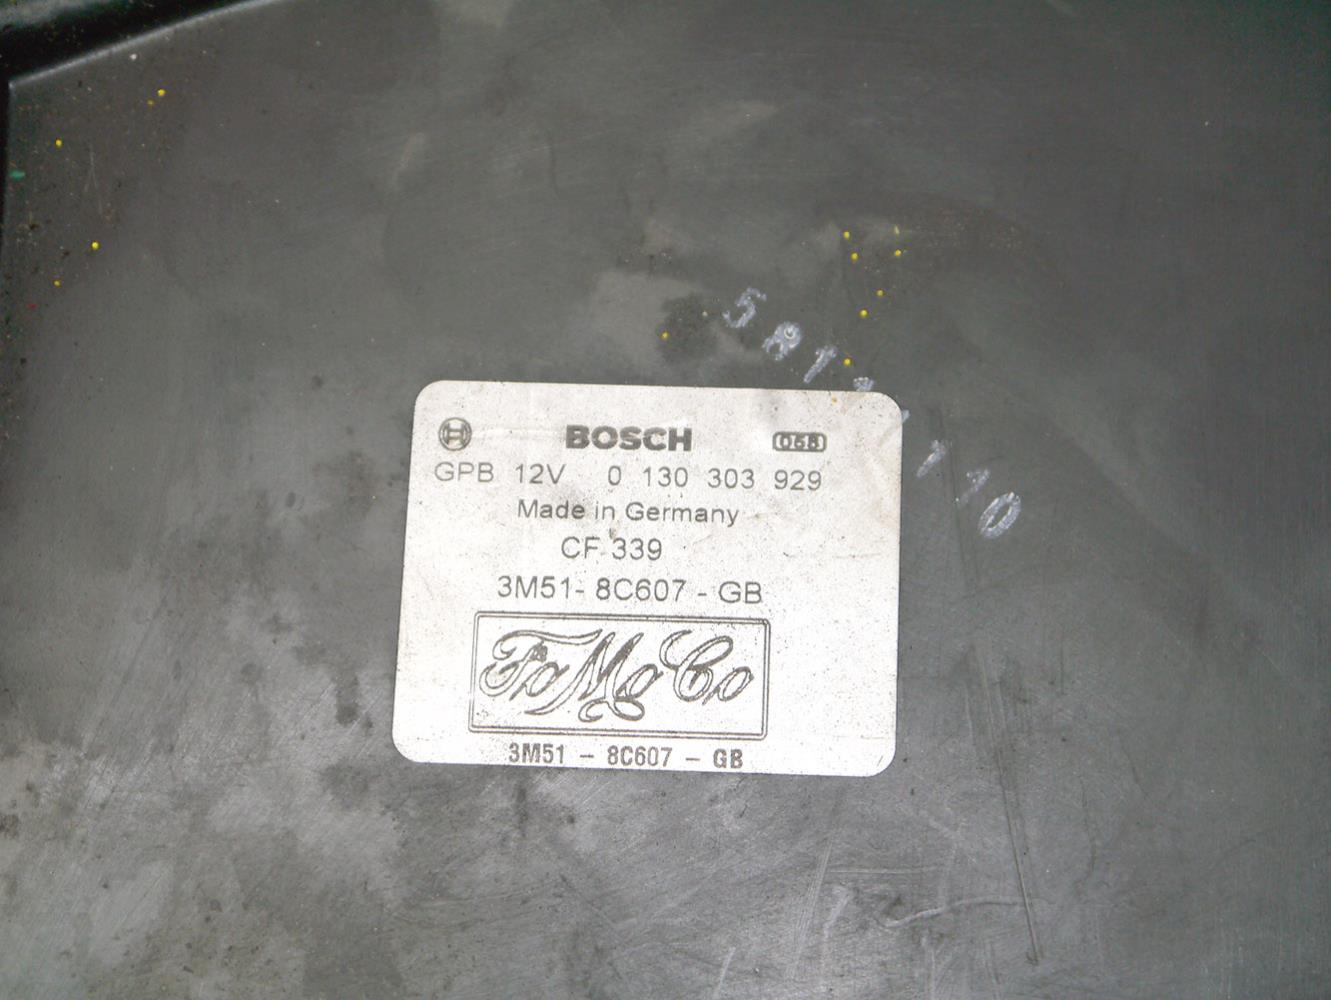 BOSCH 058
GPB 12V 0 130 303 929
Made in Germany
CF 339
3M51- 8C607 - GB
FoMoCo
3M51 - 8C607 - GB